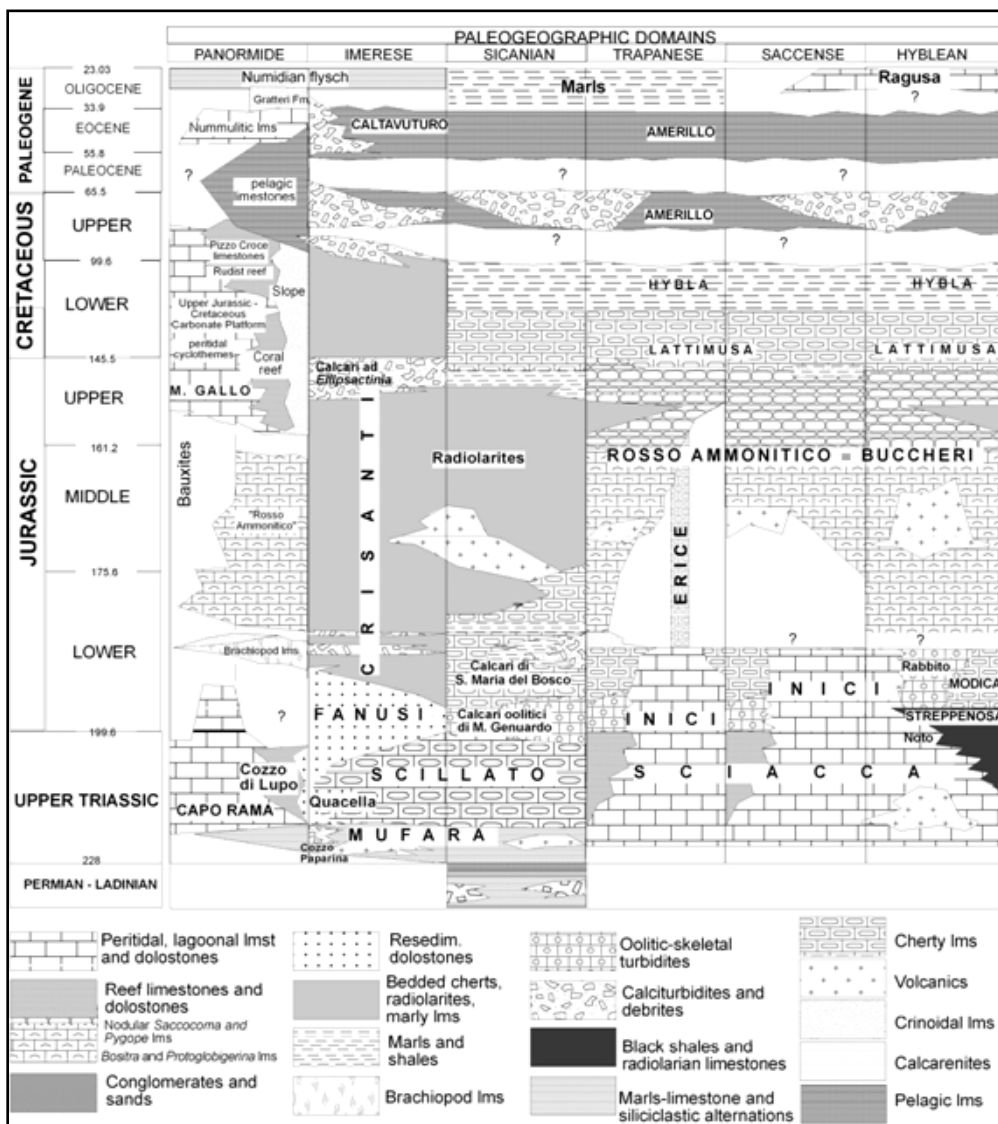 PALEOGEOGRAPHIC DOMAINS
PANORMIDE IMERESE SICANIAN TRAPANESE SACCENSE HYBLEAN
PALEOGENE
23.03
OLIGOCENE
33.9
EOCENE
55.8
PALEOCENE
65.5
CRETACEOUS
UPPER
99.6
LOWER
145.5
JURASSIC
UPPER
161.2
MIDDLE
175.6
LOWER
199.6
UPPER TRIASSIC
228
PERMIAN - LADINIAN
Numidian flysch
Marls
Ragusa
?
Gratteri Fm.
Nummulitic lms
CALTAVUTURO
AMERILLO
?
?
?
pelagic
limestones
AMERILLO
?
?
Pizzo Croce
limestones
Rudist reef
Slope
HYBLA
HYBLA
Upper Jurassic -
Cretaceous
Carbonate Platform
peritidal
cyclothemes
Coral
reef
LATTIMUSA
LATTIMUSA
Calcari ad
Ellipsactinia
M. GALLO
CRISANTI
Radiolarites
ROSSO AMMONITICO - BUCCHERI
Bauxites
"Rosso
Ammonitico"
ERICE
?
?
Brachiopod lms
Calcari di
S. Maria del Bosco
Rabbito
MODICA
INICI
?
FANUSI
Calcari oolitici
di M. Genuardo
INICI
STREPPENOSA
Noto
Cozzo
di Lupo
SCILLATO
SCIACCA
CAPO RAMA
Quacella
MUFARA
Cozzo
Paparina
Peritidal, lagoonal lmst
and dolostones
Reef limestones and
dolostones
Nodular Saccocoma and
Pygope lms
Bositra and Protoglobigerina lms
Conglomerates and
sands
Resedim.
dolostones
Bedded cherts,
radiolarites,
marly lms
Marls and
shales
Brachiopod lms
Oolitic-skeletal
turbidites
Calciturbidites and
debrites
Black shales and
radiolarian limestones
Marls-limestone and
siliciclastic alternations
Cherty lms
Volcanics
Crinoidal lms
Calcarenites
Pelagic lms